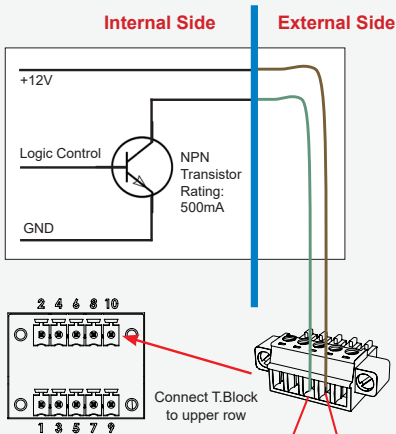 Internal Side
External Side
+12V
Logic Control
NPN
Transistor
Rating:
500mA
GND
2 4 6 8 10
1 3 5 7 9
Connect T.Block
to upper row